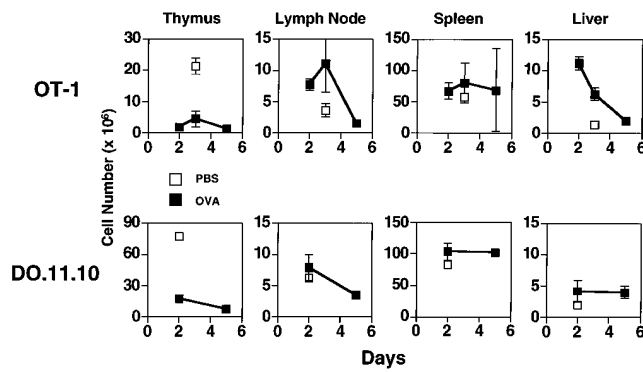 Thymus Lymph Node Spleen Liver
OT-1
Cell Number (x 10⁶)
30 15 150 15
20 10 100 10
10 5 50 5
0 0 0 0
0 2 4 6 0 2 4 6 0 2 4 6 0 2 4 6
PBS
OVA
DO.11.10
90 15 150 15
60 10 100 10
30 5 50 5
0 0 0 0
0 2 4 6 0 2 4 6 0 2 4 6 0 2 4 6
Days